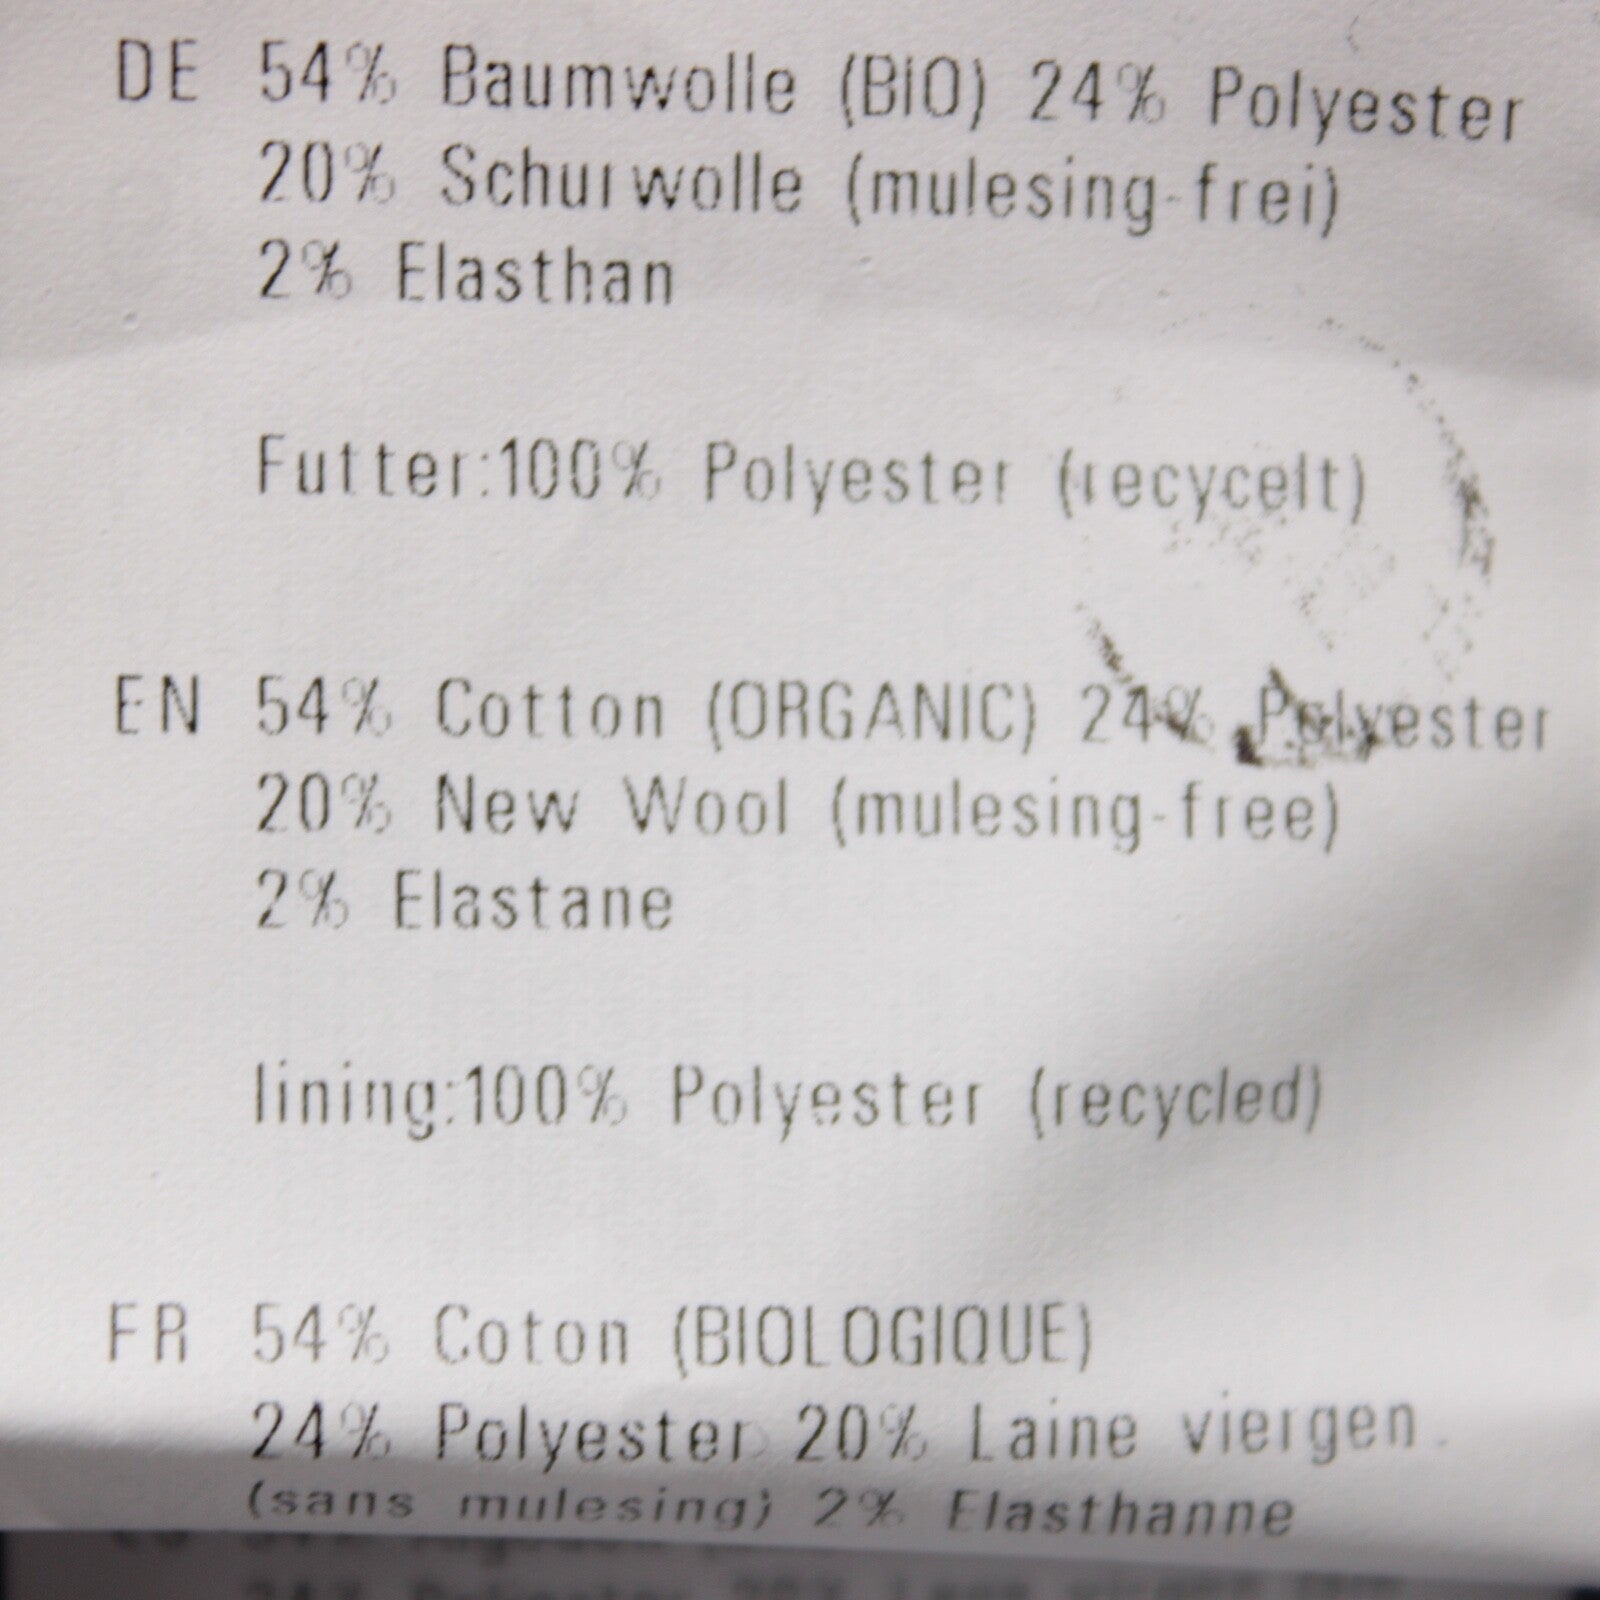 DE 54% Baumwolle (BIO) 24% Polyester
20% Schurwolle (mulesing-frei)
2% Elasthan
Futter:100% Polyester (recycelt)
EN 54% Cotton (ORGANIC) 24% Polyester
20% New Wool (mulesing-free)
2% Elastane
lining:100% Polyester (recycled)
FR 54% Coton (BIOLOGIQUE)
24% Polyester 20% Laine viergen
(sans mulesing) 2% Elasthanne